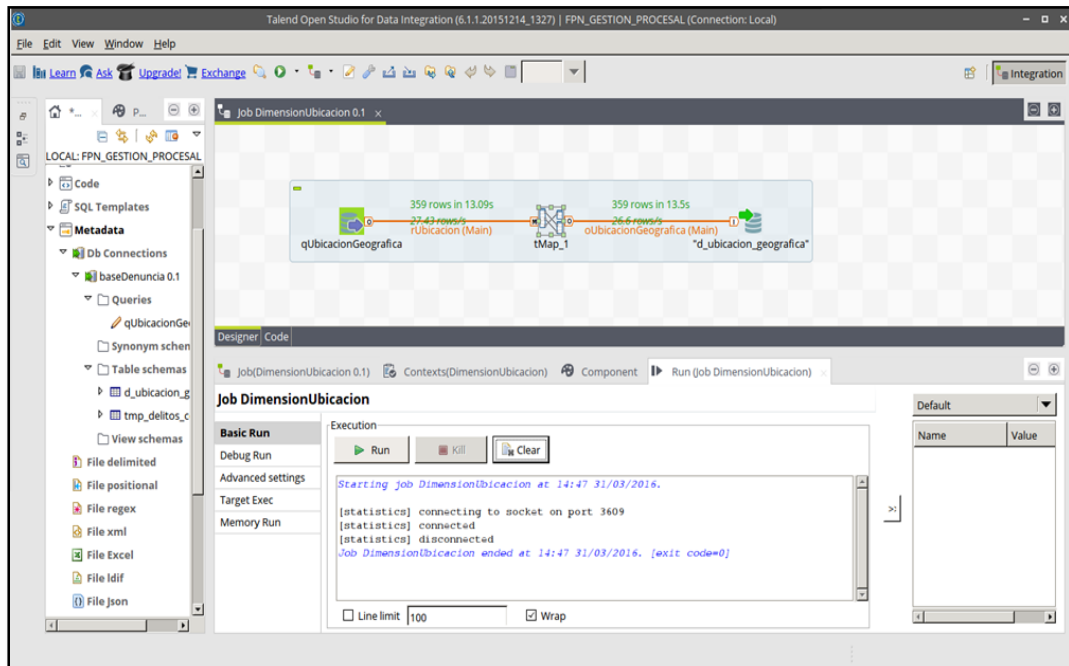 Talend Open Studio for Data Integration (6.1.1.20151214_1327) | FPN_GESTION_PROCESAL (Connection: Local)
File Edit View Window Help
Learn Ask Upgrade! Exchange
Integration
*... P...
LOCAL: FPN_GESTION_PROCESAL
Code
SQL Templates
Metadata
Db Connections
baseDenuncia 0.1
Queries
qUbicacionGe
Synonym schen
Table schemas
d_ubicacion_g
tmp_delitos_c
View schemas
File delimited
File positional
File regex
File xml
File Excel
File ldif
File Json
Job DimensionUbicacion 0.1
359 rows in 13.09s
27.43 rows/s
rUbicacion (Main)
359 rows in 13.5s
26.6 rows/s
oUbicacionGeografica (Main)
qUbicacionGeografica
tMap_1
"d_ubicacion_geografica"
Designer Code
Job(DimensionUbicacion 0.1) Contexts(DimensionUbicacion) Component Run (Job DimensionUbicacion)
Job DimensionUbicacion
Basic Run
Debug Run
Advanced settings
Target Exec
Memory Run
Execution
Run Kill Clear
Starting job DimensionUbicacion at 14:47 31/03/2016.
[statistics] connecting to socket on port 3609
[statistics] connected
[statistics] disconnected
Job DimensionUbicacion ended at 14:47 31/03/2016. [exit code=0]
Line limit 100 Wrap
Default
Name Value